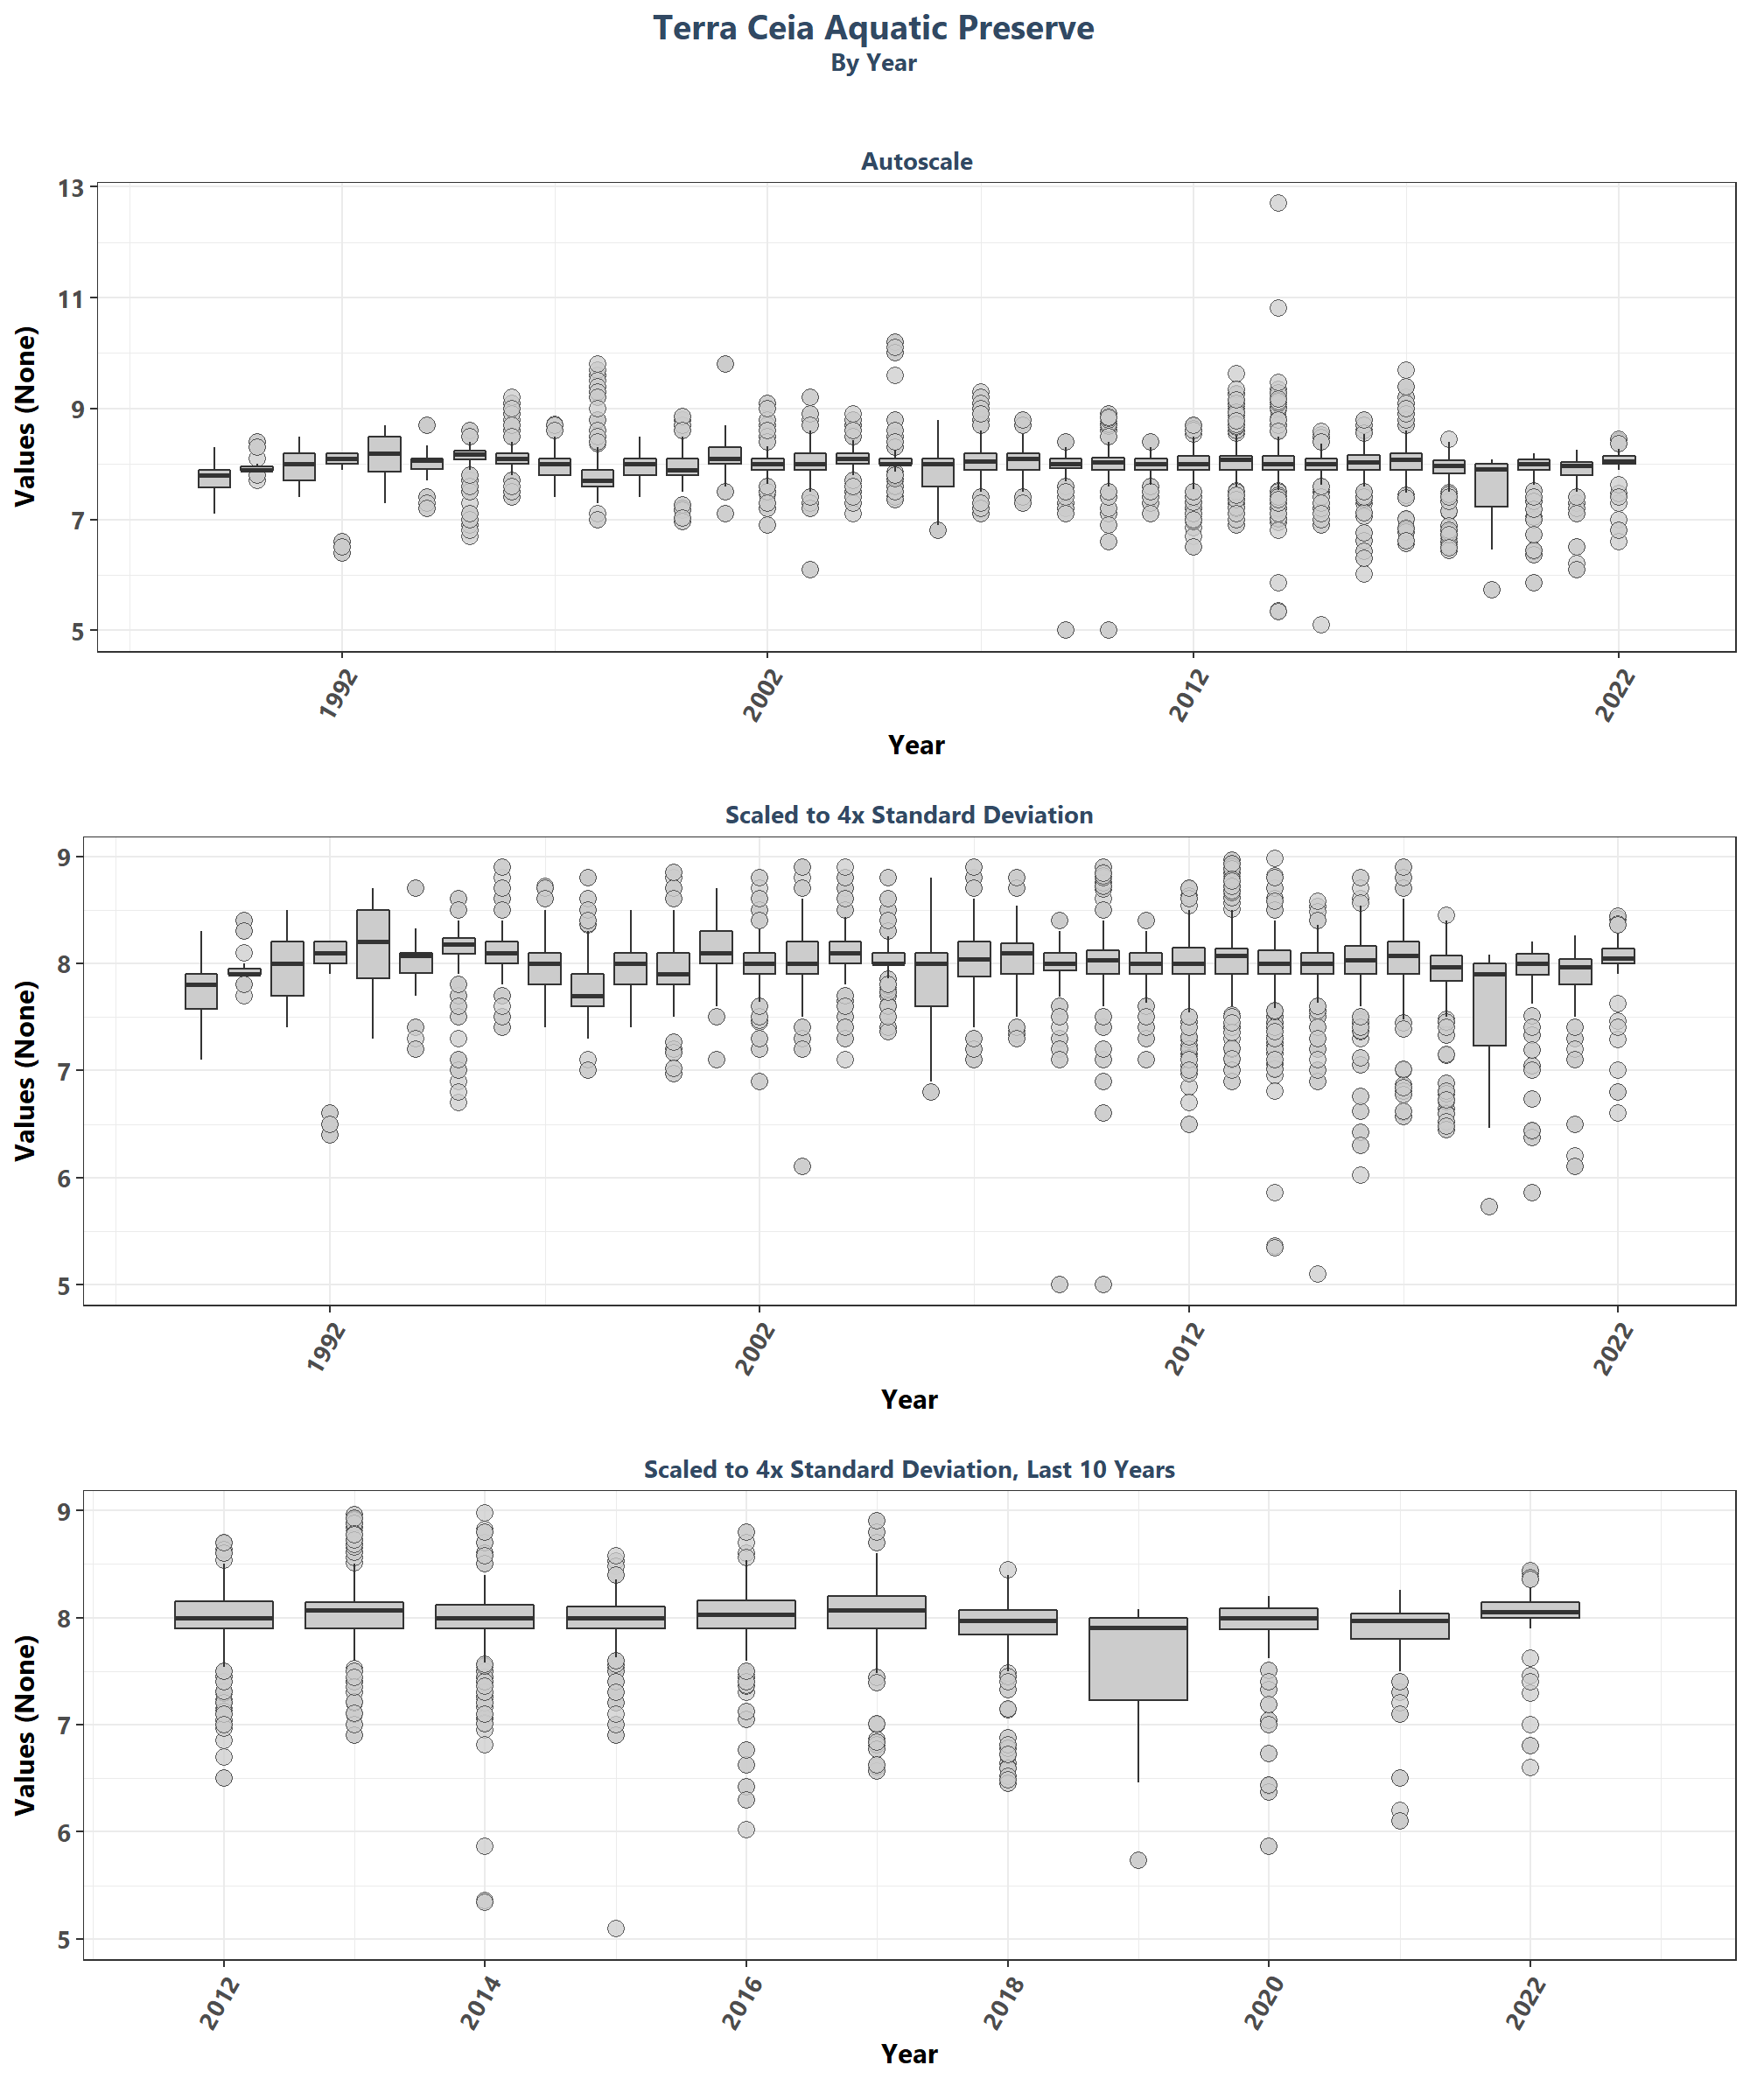 Terra Ceia Aquatic Preserve
By Year
Autoscale
Values (None)
13
11
9
7
5
1992
2002
2012
2022
Year
Scaled to 4x Standard Deviation
Values (None)
9
8
7
6
5
1992
2002
2012
2022
Year
Scaled to 4x Standard Deviation, Last 10 Years
Values (None)
9
8
7
6
5
2012
2014
2016
2018
2020
2022
Year